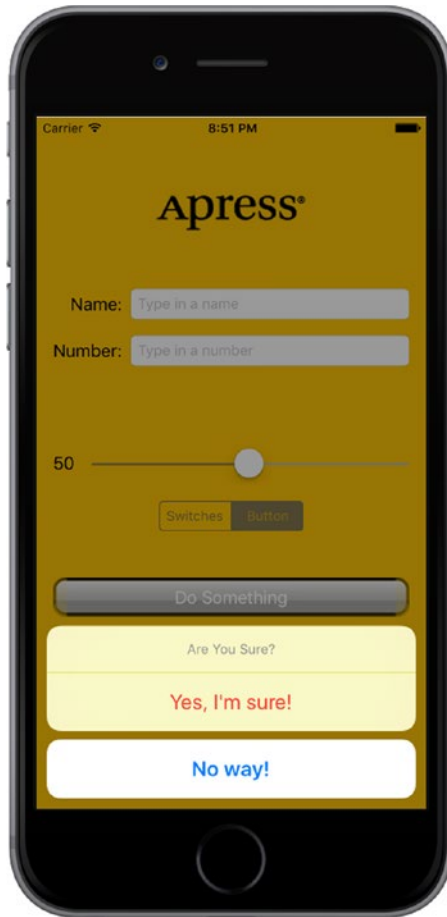 Carrier 8:51 PM
Apress®
Name: Type in a name
Number: Type in a number
50
Switches Button
Do Something
Are You Sure?
Yes, I'm sure!
No way!